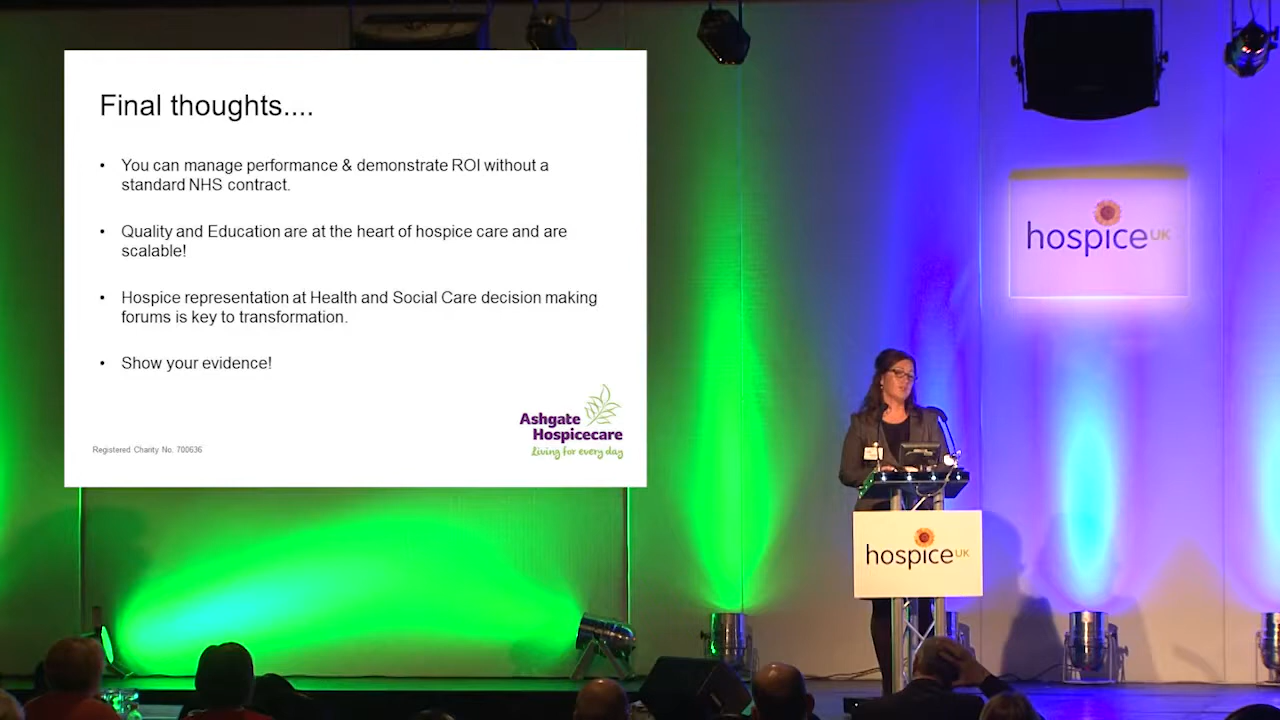 Final thoughts....
• You can manage performance & demonstrate ROI without a
standard NHS contract.
• Quality and Education are at the heart of hospice care and are
scalable!
• Hospice representation at Health and Social Care decision making
forums is key to transformation.
• Show your evidence!
Ashgate
Hospicecare
Living for every day
Registered Charity No. 700636
hospice UK
hospice UK